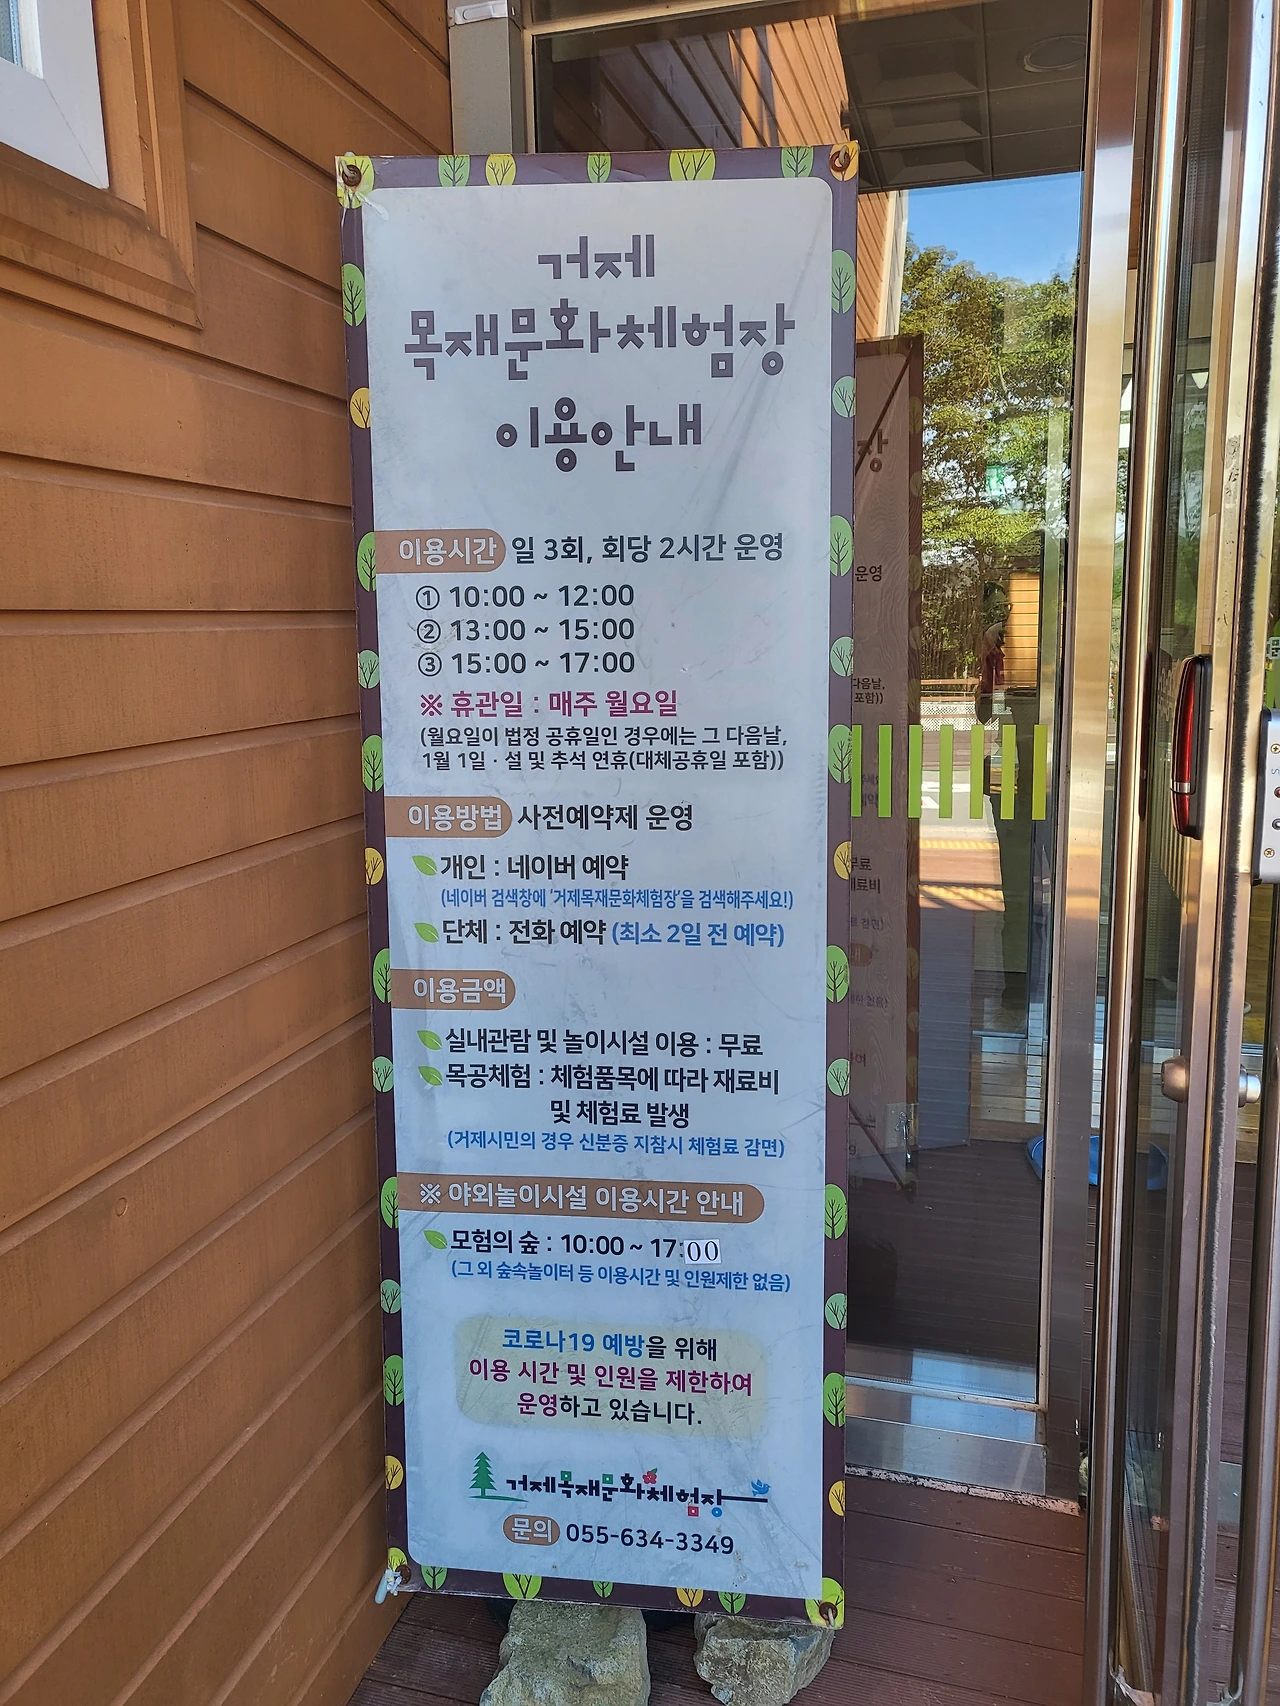 거제
목재문화체험장
이용안내
이용시간 일 3회, 회당 2시간 운영
① 10:00 ~ 12:00
② 13:00 ~ 15:00
③ 15:00 ~ 17:00
※ 휴관일 : 매주 월요일
(월요일이 법정 공휴일인 경우에는 그 다음날,
1월 1일 · 설 및 추석 연휴(대체공휴일 포함))
이용방법 사전예약제 운영
개인 : 네이버 예약
(네이버 검색창에 '거제목재문화체험장'을 검색해주세요!)
단체 : 전화 예약 (최소 2일 전 예약)
이용금액
실내관람 및 놀이시설 이용 : 무료
목공체험 : 체험품목에 따라 재료비
및 체험료 발생
(거제시민의 경우 신분증 지참시 체험료 감면)
※ 야외놀이시설 이용시간 안내
모험의 숲 : 10:00 ~ 17:00
(그 외 숲속놀이터 등 이용시간 및 인원제한 없음)
코로나19 예방을 위해
이용 시간 및 인원을 제한하여
운영하고 있습니다.
거제목재문화체험장
문의 055-634-3349
장
운영
다음날,
포함))
무료
재료비